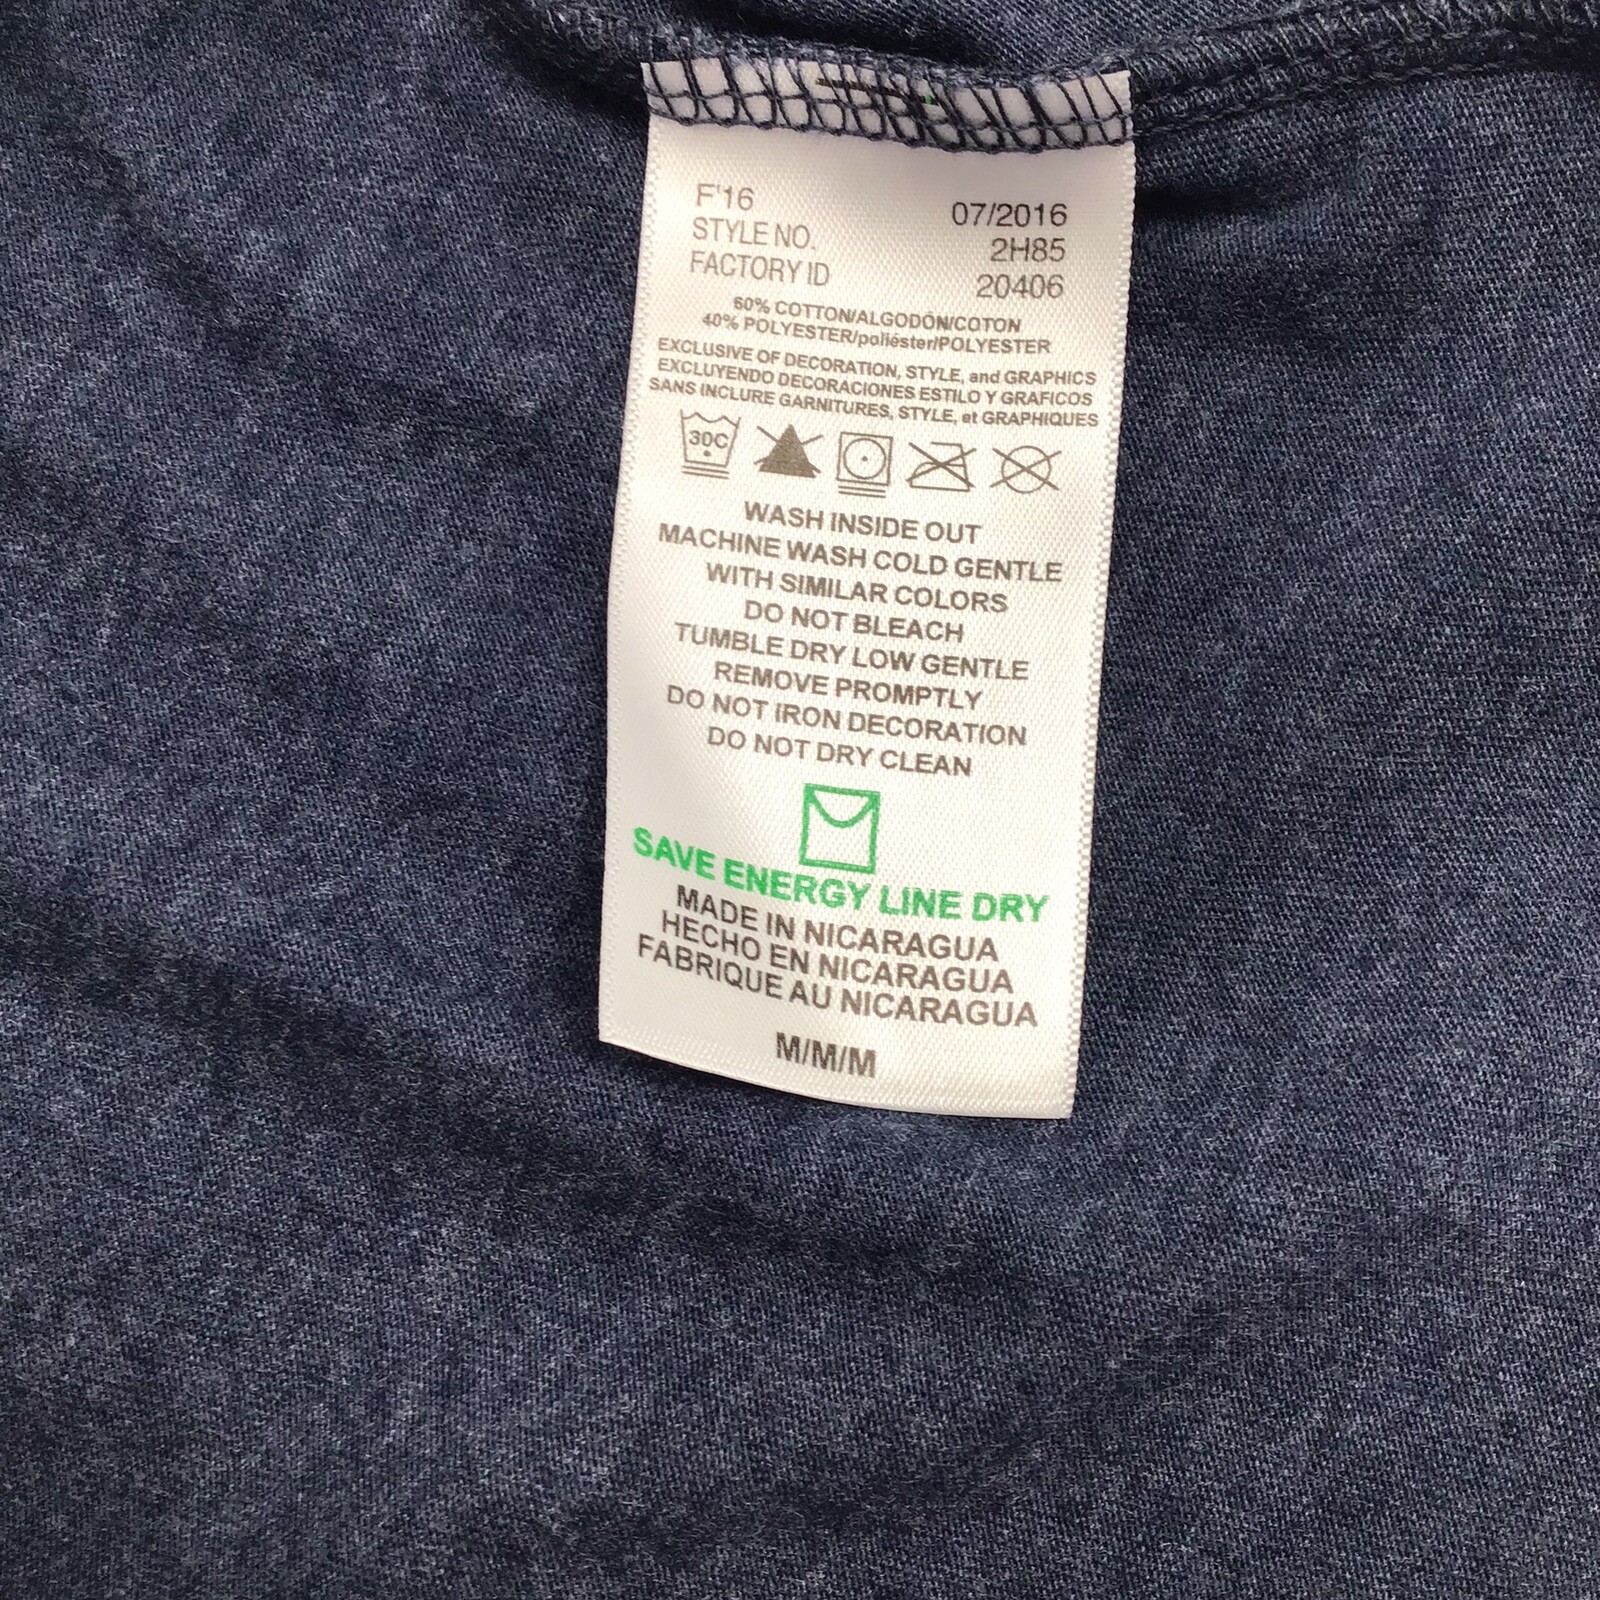 F'16 07/2016
STYLE NO. 2H85
FACTORY ID 20406
60% COTTON/ALGODÓN/COTON
40% POLYESTER/poliéster/POLYESTER
EXCLUSIVE OF DECORATION, STYLE, and GRAPHICS
EXCLUYENDO DECORACIONES ESTILO Y GRAFICOS
SANS INCLURE GARNITURES, STYLE, et GRAPHIQUES
30C
WASH INSIDE OUT
MACHINE WASH COLD GENTLE
WITH SIMILAR COLORS
DO NOT BLEACH
TUMBLE DRY LOW GENTLE
REMOVE PROMPTLY
DO NOT IRON DECORATION
DO NOT DRY CLEAN
SAVE ENERGY LINE DRY
MADE IN NICARAGUA
HECHO EN NICARAGUA
FABRIQUE AU NICARAGUA
M/M/M